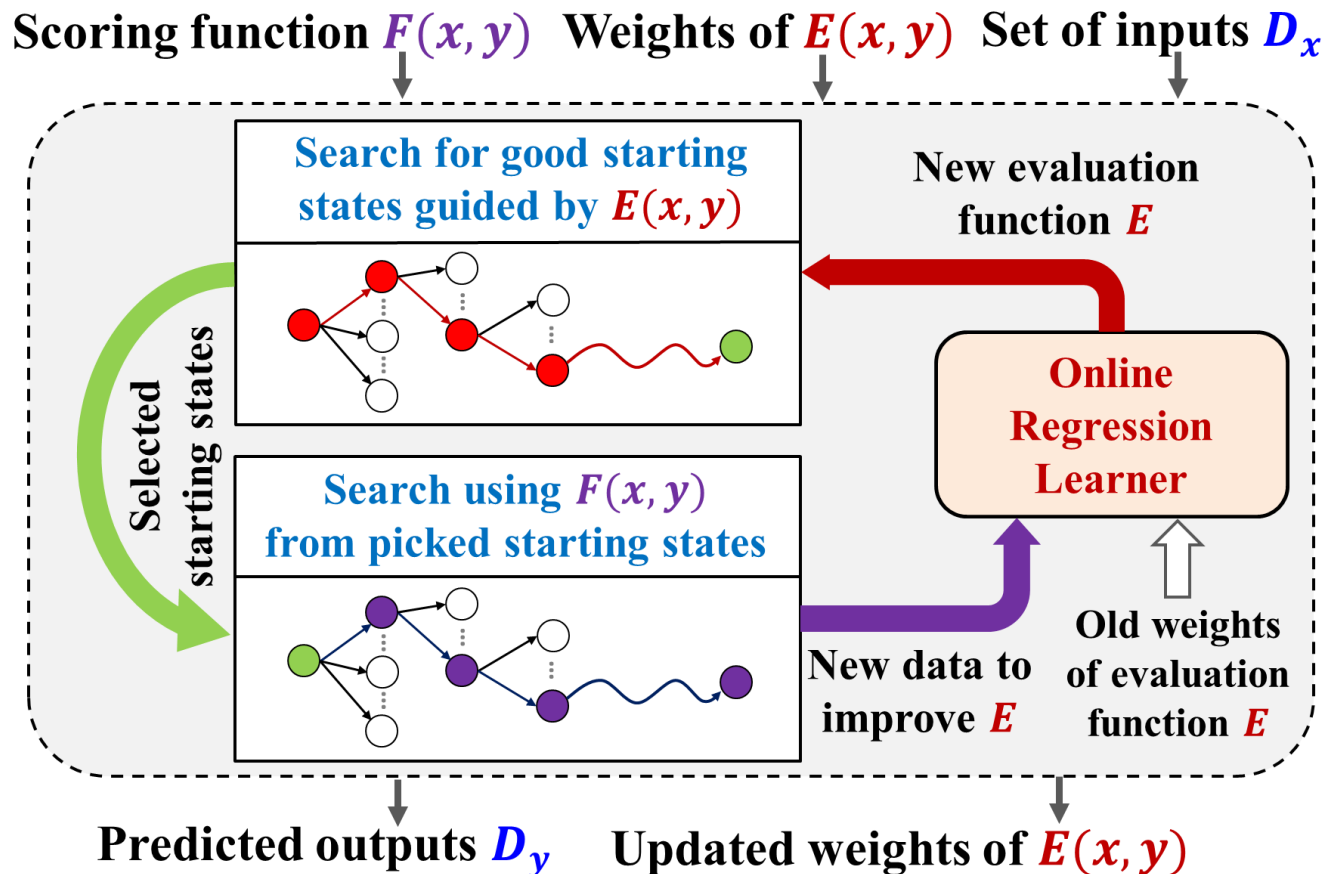 Scoring function F(x, y)
Weights of E(x, y)
Set of inputs D_x
Search for good starting
states guided by E(x, y)
New evaluation
function E
Selected
starting states
Online
Regression
Learner
Search using F(x, y)
from picked starting states
New data to
improve E
Old weights
of evaluation
function E
Predicted outputs D_y
Updated weights of E(x, y)